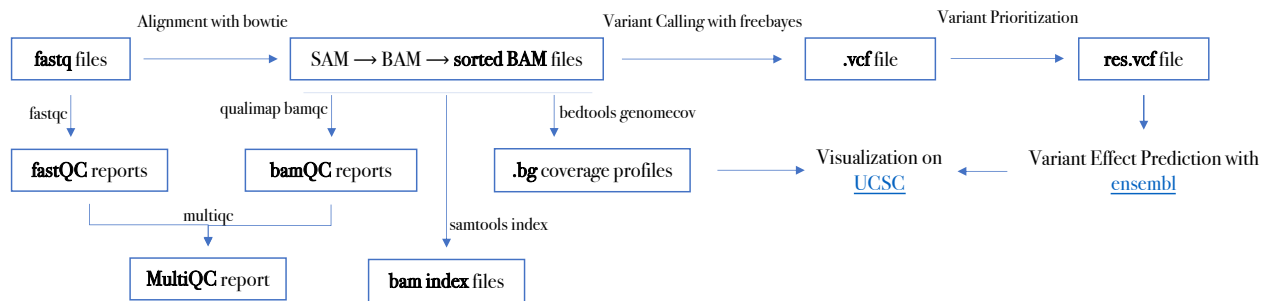 Alignment with bowtie
Variant Calling with freebayes
Variant Prioritization
fastq files
SAM → BAM → sorted BAM files
.vcf file
res.vcf file
fastqc
qualimap bamqc
bedtools genomecov
fastQC reports
bamQC reports
.bg coverage profiles
Visualization on
UCSC
Variant Effect Prediction with
ensembl
multiqc
samtools index
MultiQC report
bam index files